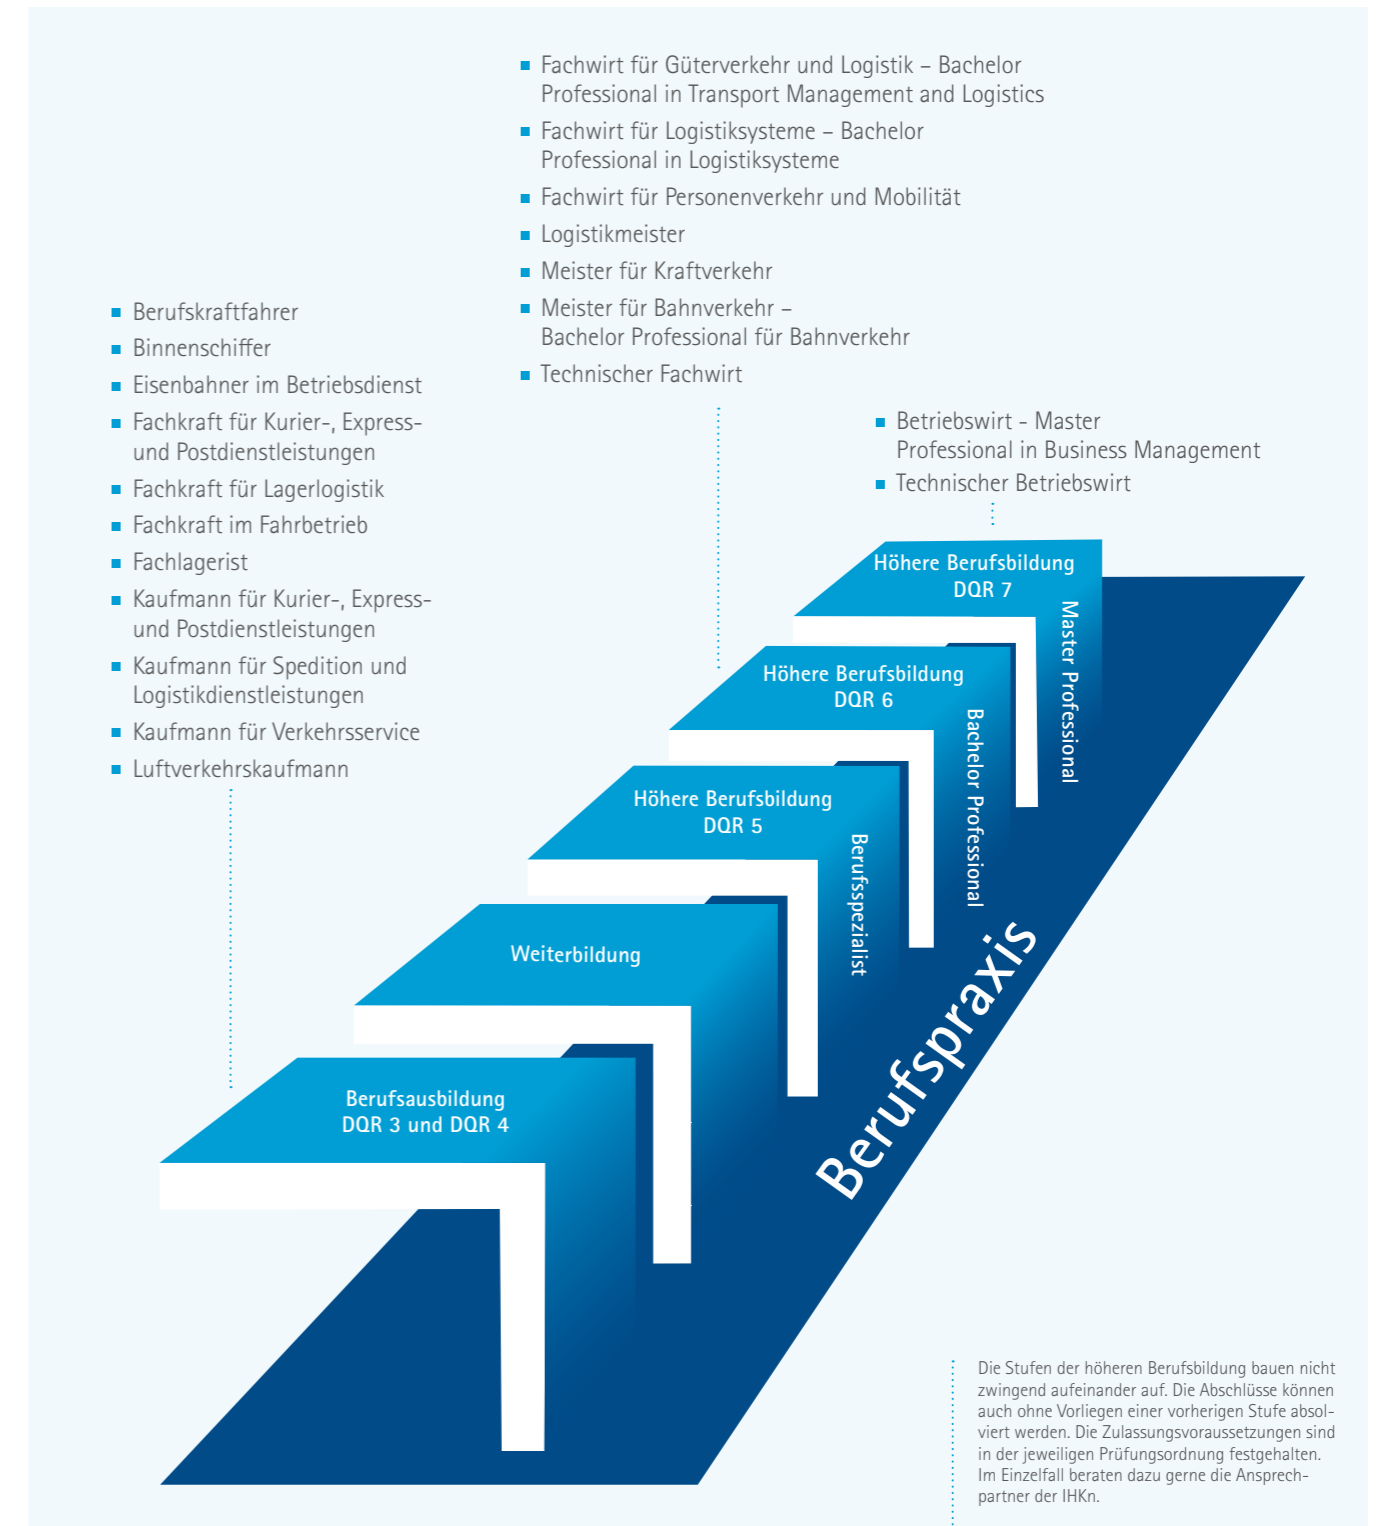 Fachwirt für Güterverkehr und Logistik – Bachelor
Professional in Transport Management and Logistics
Fachwirt für Logistiksysteme – Bachelor
Professional in Logistiksysteme
Fachwirt für Personenverkehr und Mobilität
Logistikmeister
Meister für Kraftverkehr
Meister für Bahnverkehr –
Bachelor Professional für Bahnverkehr
Technischer Fachwirt
Berufskraftfahrer
Binnenschiffer
Eisenbahner im Betriebsdienst
Fachkraft für Kurier-, Express-
und Postdienstleistungen
Fachkraft für Lagerlogistik
Fachkraft im Fahrbetrieb
Fachlagerist
Kaufmann für Kurier-, Express-
und Postdienstleistungen
Kaufmann für Spedition und
Logistikdienstleistungen
Kaufmann für Verkehrsservice
Luftverkehrskaufmann
Betriebswirt - Master
Professional in Business Management
Technischer Betriebswirt
Höhere Berufsbildung
DQR 7
Master Professional
Höhere Berufsbildung
DQR 6
Bachelor Professional
Höhere Berufsbildung
DQR 5
Berufsspezialist
Weiterbildung
Berufsausbildung
DQR 3 und DQR 4
Berufspraxis
Die Stufen der höheren Berufsbildung bauen nicht
zwingend aufeinander auf. Die Abschlüsse können
auch ohne Vorliegen einer vorherigen Stufe absol-
viert werden. Die Zulassungsvoraussetzungen sind
in der jeweiligen Prüfungsordnung festgehalten.
Im Einzelfall beraten dazu gerne die Ansprech-
partner der IHKn.